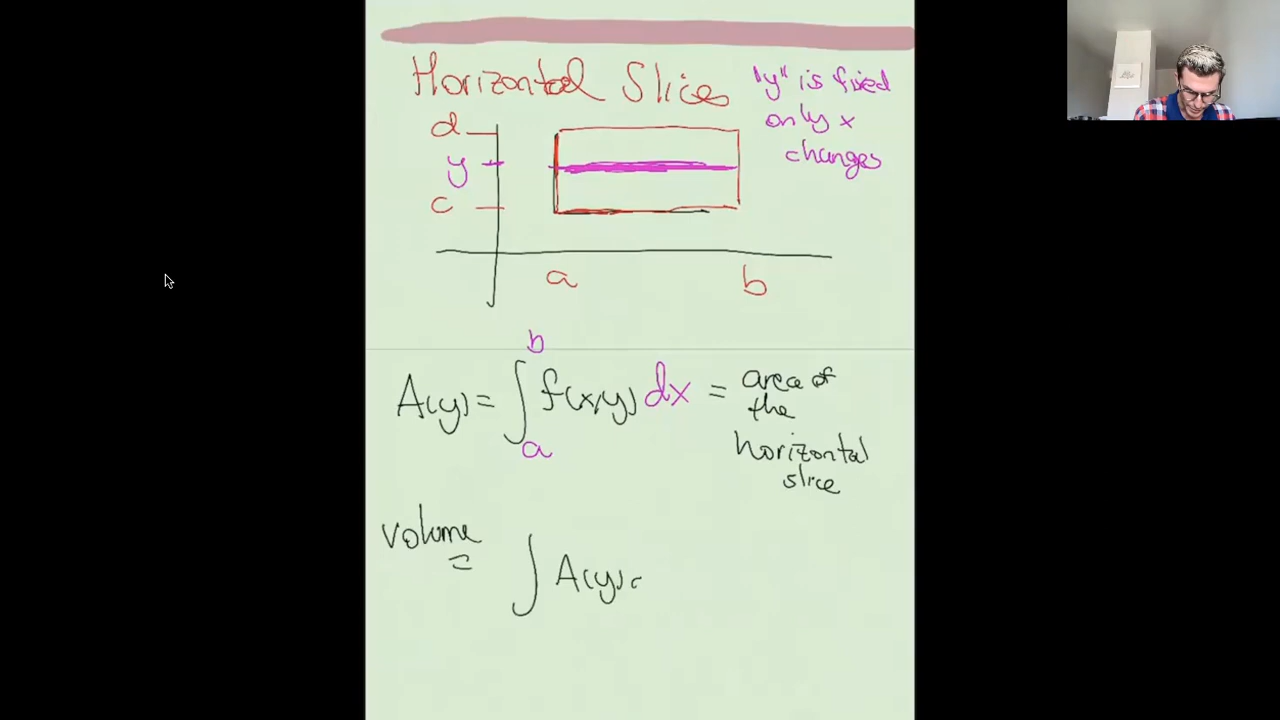 Horizontal Slices
"y" is fixed
only x
changes
d
y
c
a b
b
A(y) = ∫ f(x,y) dx = area of
the
a
horizontal
slice
volume
= ∫ A(y)